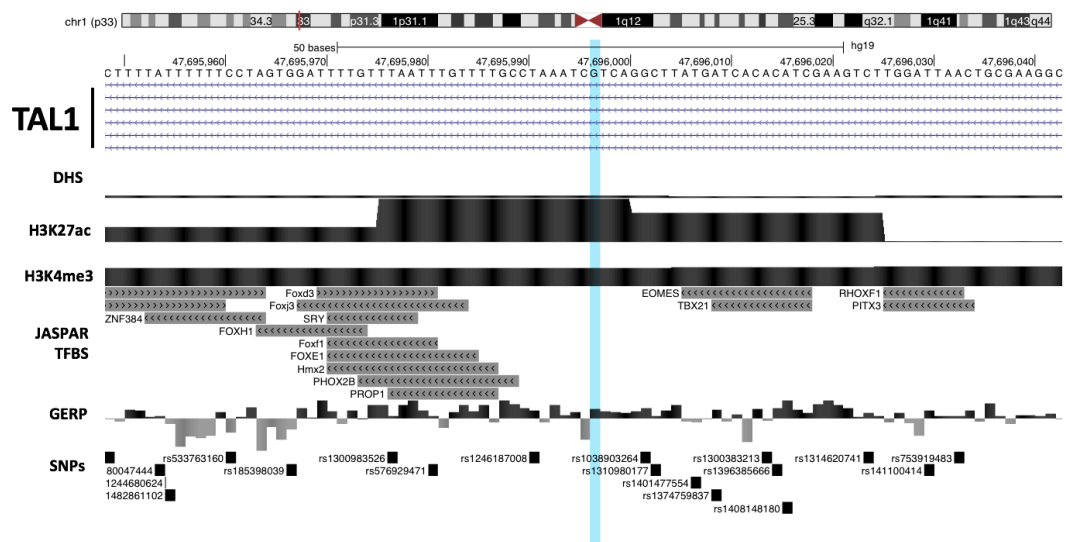 chr1 (p33) 34.3 33 p31.3 1p31.1 1q12 25.3 q32.1 1q41 1q43 q44
50 bases hg19
47,695,960 47,695,970 47,695,980 47,695,990 47,696,000 47,696,010 47,696,020 47,696,030 47,696,040
CTTTTATTTTTTCCTAGTGGATTTTGTTTAATTTGTTTTGCCTAAATCGTCAGGCTTATGATCACACATCGAAGTCTTGGATTAACTGCGAAGGC
TAL1
DHS
H3K27ac
H3K4me3
Foxd3 EOMES RHOXF1
Foxj3 TBX21 PITX3
ZNF384 SRY
JASPAR
FOXH1
TFBS
Foxf1
FOXE1
Hmx2
PHOX2B
PROP1
GERP
SNPs
rs533763160 rs1300983526 rs1246187008 rs1038903264 rs1300383213 rs1314620741 rs753919483
80047444 rs185398039 rs576929471 rs1310980177 rs1396385666 rs141100414
1244680624 rs1401477554
1482861102 rs1374759837
rs1408148180